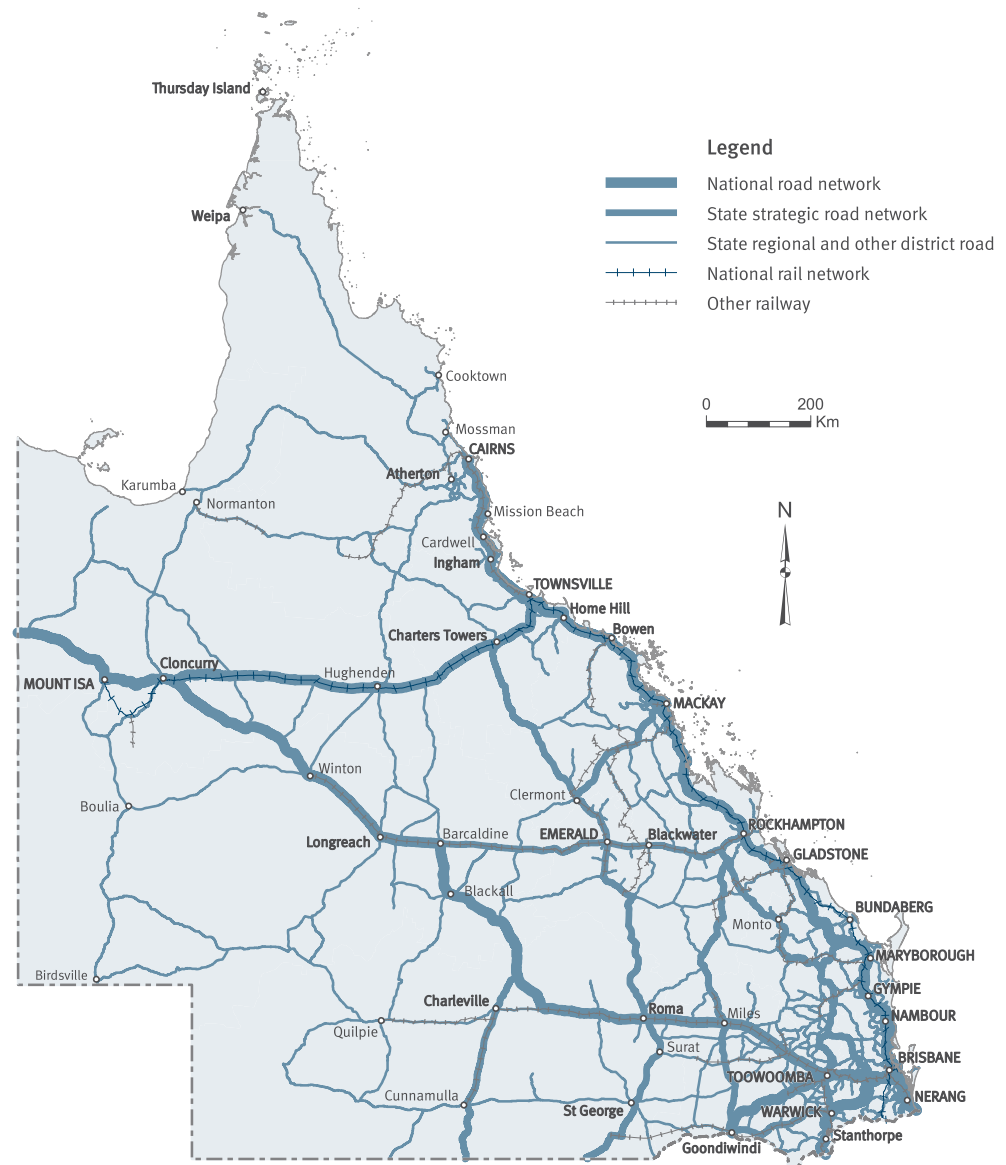 Thursday Island
Legend
National road network
State strategic road network
State regional and other district road
National rail network
Other railway
Weipa
Cooktown
0 200
Km
Mossman
CAIRNS
Atherton
Karumba
Normanton
N
Mission Beach
Cardwell
Ingham
TOWNSVILLE
Home Hill
Bowen
Charters Towers
Cloncurry
Hughenden
MOUNT ISA
MACKAY
Winton
Clermont
Boulia
ROCKHAMPTON
Longreach
Barcaldine
EMERALD
Blackwater
GLADSTONE
Blackall
BUNDABERG
Monto
MARYBOROUGH
Birdsville
GYMPIE
Charleville
Roma
Miles
NAMBOUR
Quilpie
Surat
BRISBANE
TOOWOOMBA
Cunnamulla
St George
NERANG
WARWICK
Stanthorpe
Goondiwindi